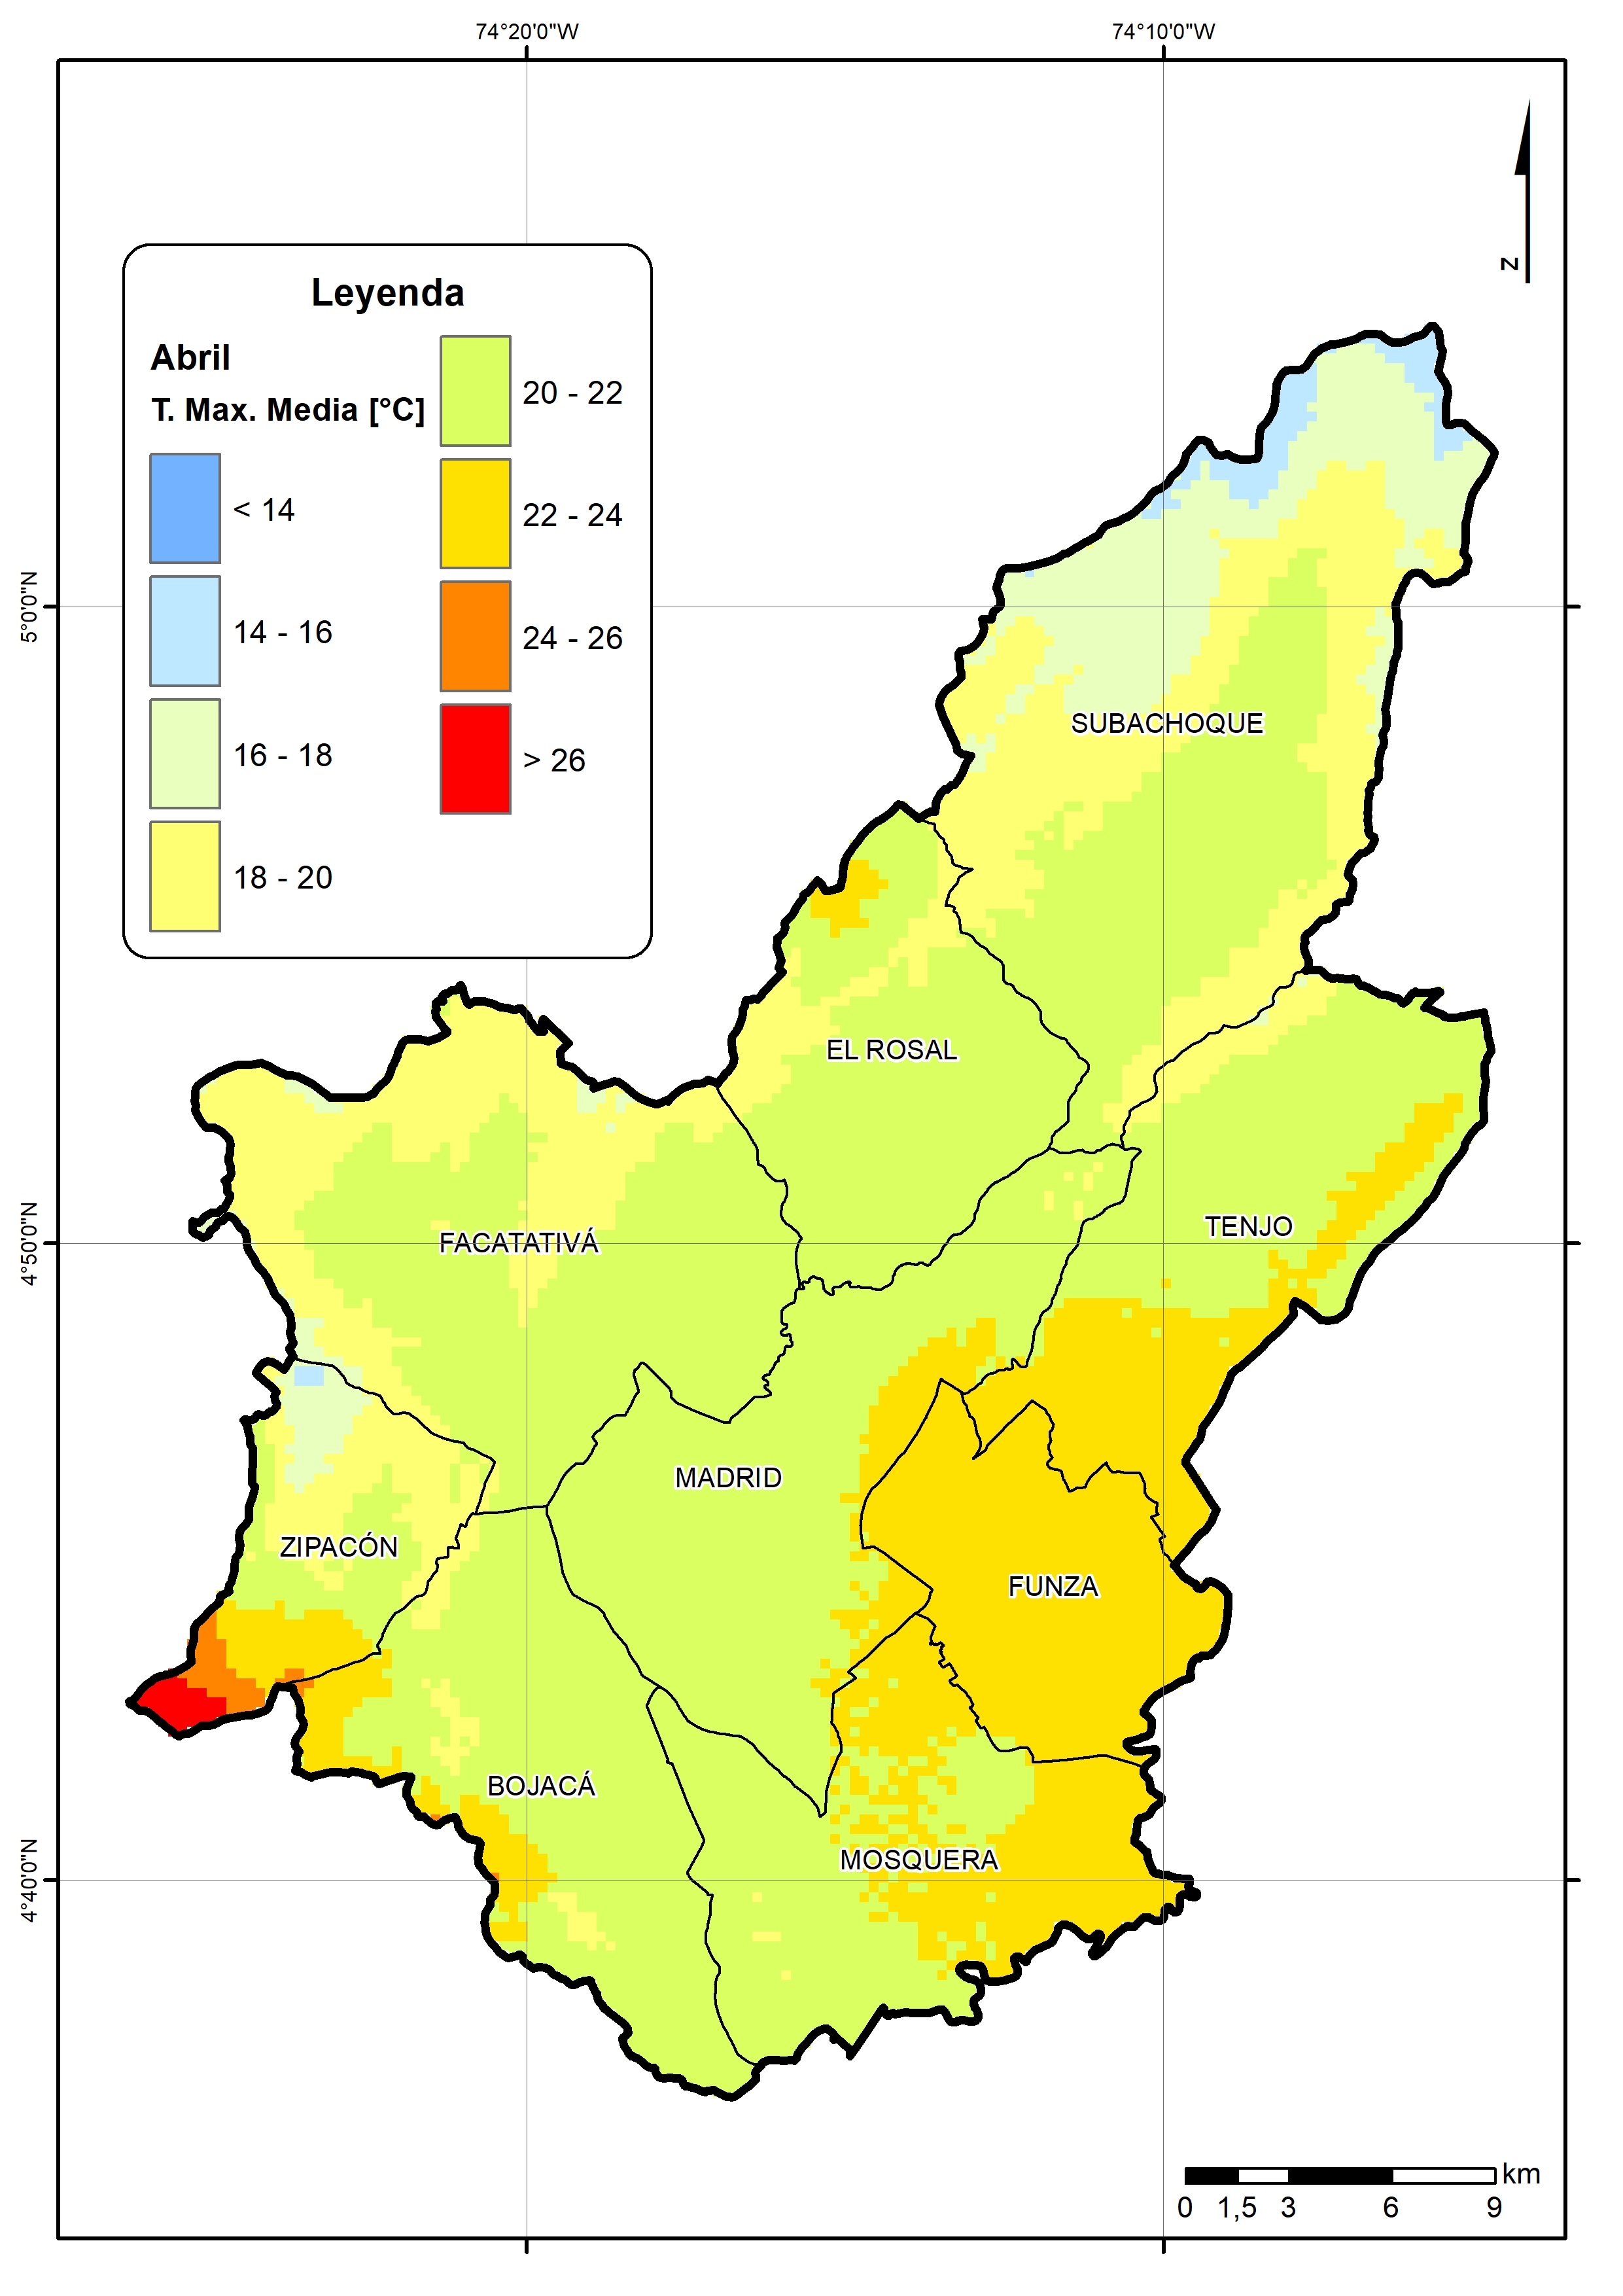 74°20'0"W
74°10'0"W
N
Leyenda
Abril
T. Max. Media [°C]
< 14
14 - 16
16 - 18
18 - 20
20 - 22
22 - 24
24 - 26
> 26
5°0'0"N
4°50'0"N
4°40'0"N
SUBACHOQUE
EL ROSAL
TENJO
FACATATIVÁ
MADRID
ZIPACÓN
FUNZA
BOJACÁ
MOSQUERA
km
0 1,5 3 6 9